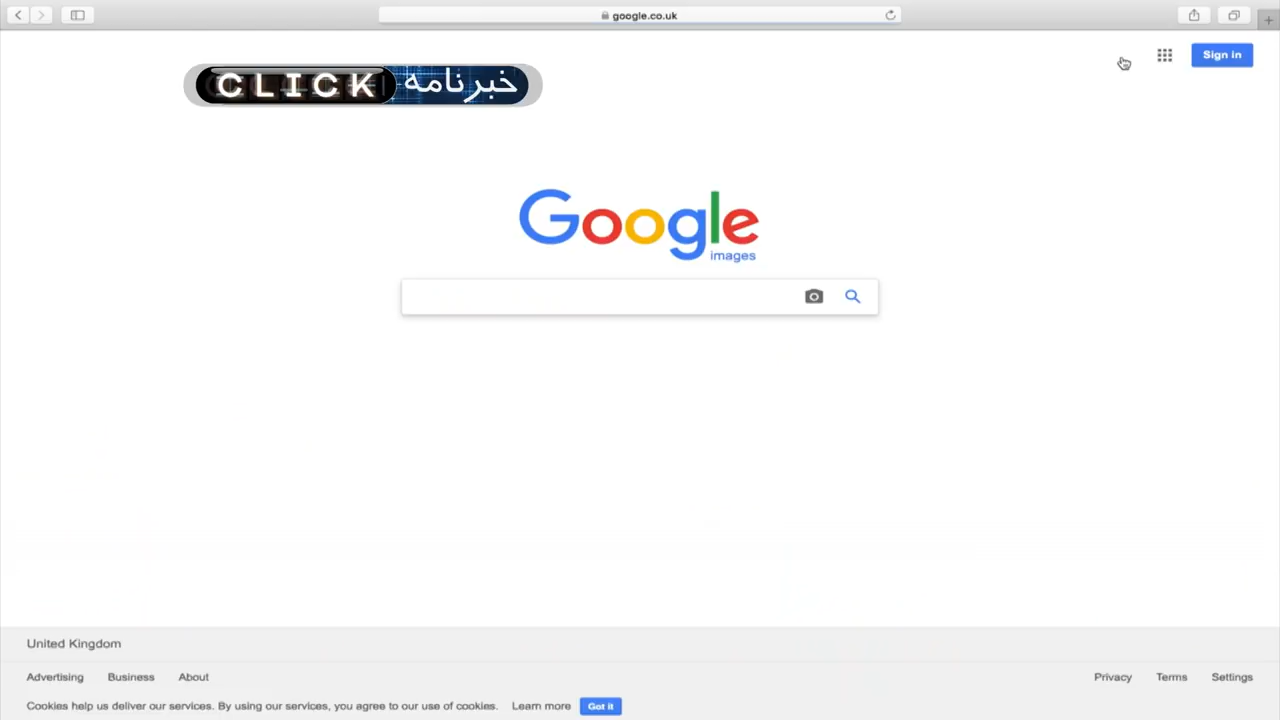 google.co.uk
Sign in
CLICK خبرنامه
Google
images
United Kingdom
Advertising Business About
Privacy Terms Settings
Cookies help us deliver our services. By using our services, you agree to our use of cookies. Learn more Got it